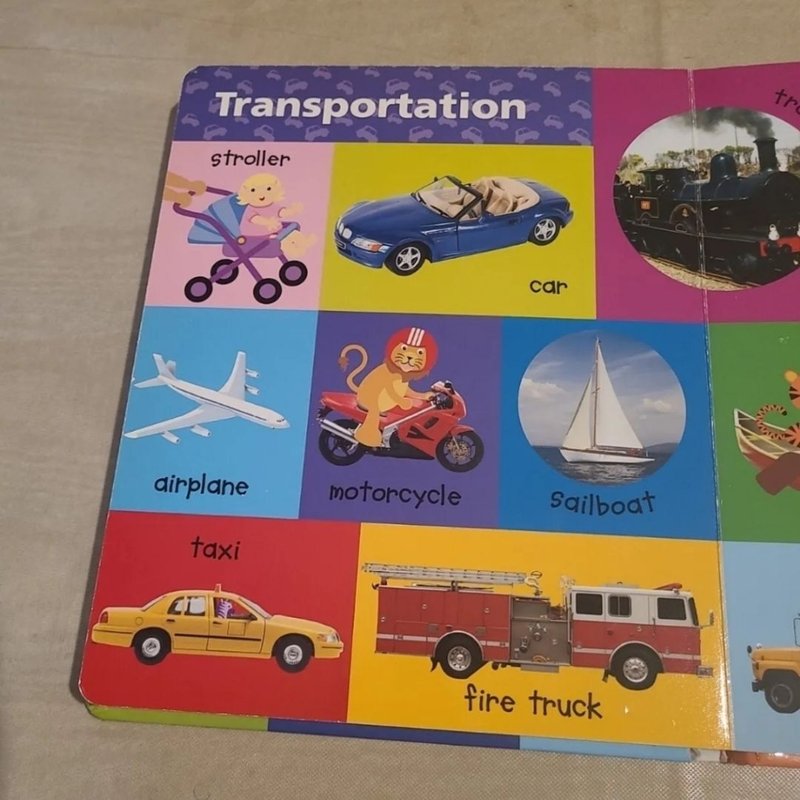 Transportation
stroller
car
airplane
motorcycle
sailboat
taxi
fire truck